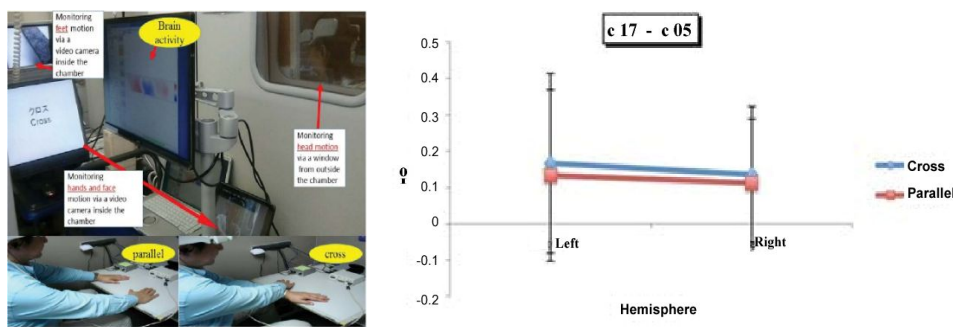 Monitoring
feet motion
via a
video camera
inside the
chamber
Brain
activity
クロス
Cross
Monitoring
head motion
via a window
from outside
the chamber
Monitoring
hands and face
motion via a video
camera inside the
chamber
parallel
cross
c 17 - c 05
0.5
0.4
0.3
0.2
0.1
0
-0.1
-0.2
Left
Right
Hemisphere
Cross
Parallel